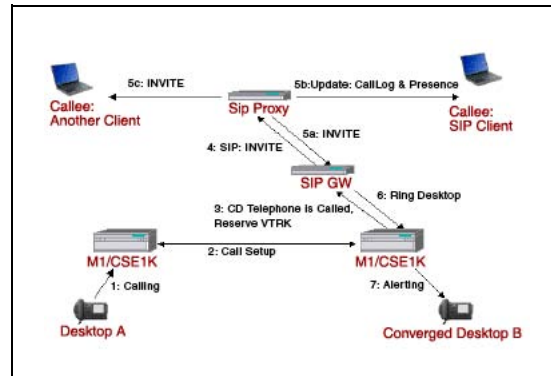 5c: INVITE
5b:Update: CallLog & Presence
Callee:
Another Client
Sip Proxy
Callee:
SIP Client
5a: INVITE
4: SIP: INVITE
SIP GW
6: Ring Desktop
3: CD Telephone is Called,
Reserve VTRK
M1/CSE1K
2: Call Setup
M1/CSE1K
1: Calling
7: Alerting
Desktop A
Converged Desktop B